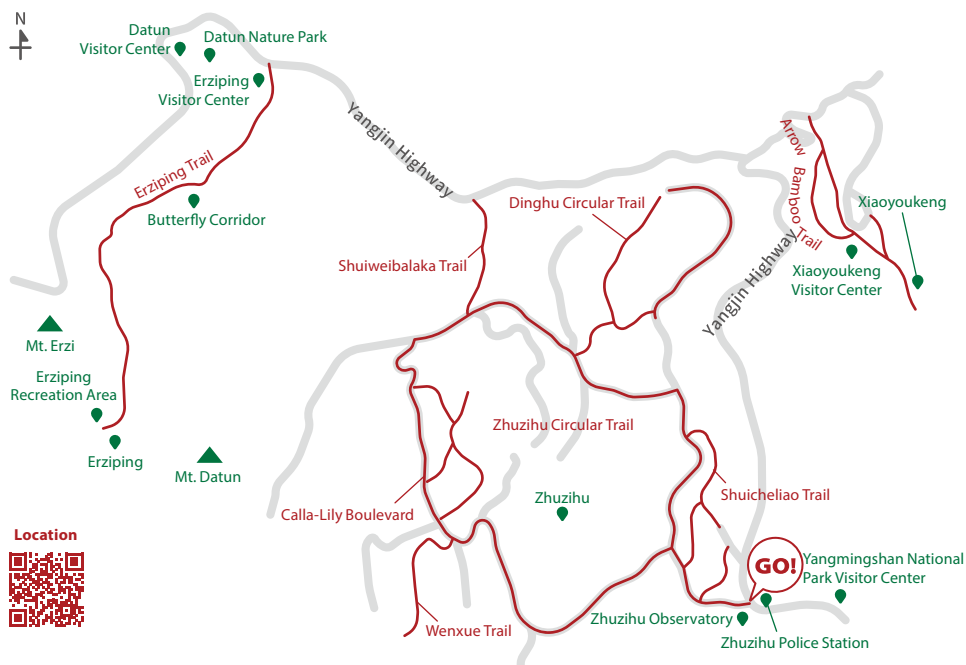 N
Datun
Visitor Center
Datun Nature Park
Erziping
Visitor Center
Yangjin Highway
Erziping Trail
Butterfly Corridor
Dinghu Circular Trail
Arrow Bamboo Trail
Xiaoyoukeng
Shuiweibalaka Trail
Yangjin Highway
Xiaoyoukeng
Visitor Center
Mt. Erzi
Erziping
Recreation Area
Zhuzihu Circular Trail
Erziping
Mt. Datun
Shuicheliao Trail
Zhuzihu
Calla-Lily Boulevard
Location
GO!
Yangmingshan National
Park Visitor Center
Wenxue Trail
Zhuzihu Observatory
Zhuzihu Police Station